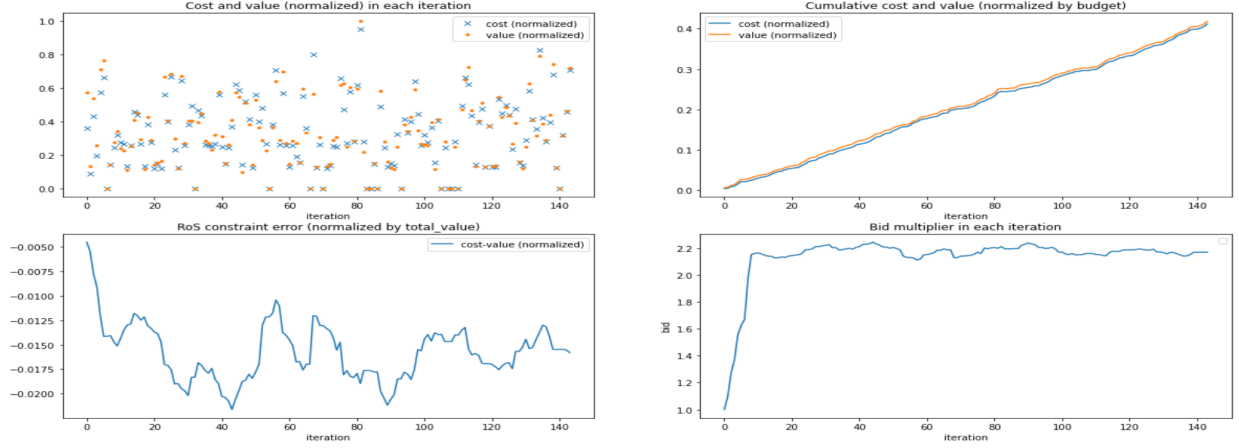 Cost and value (normalized) in each iteration
1.0
0.8
0.6
0.4
0.2
0.0
cost (normalized)
value (normalized)
0 20 40 60 80 100 120 140
iteration
Cumulative cost and value (normalized by budget)
0.4
0.3
0.2
0.1
0.0
cost (normalized)
value (normalized)
0 20 40 60 80 100 120 140
iteration
RoS constraint error (normalized by total_value)
−0.0050
−0.0075
−0.0100
−0.0125
−0.0150
−0.0175
−0.0200
cost-value (normalized)
0 20 40 60 80 100 120 140
iteration
Bid multiplier in each iteration
2.2
2.0
1.8
1.6
1.4
1.2
1.0
bid
0 20 40 60 80 100 120 140
iteration